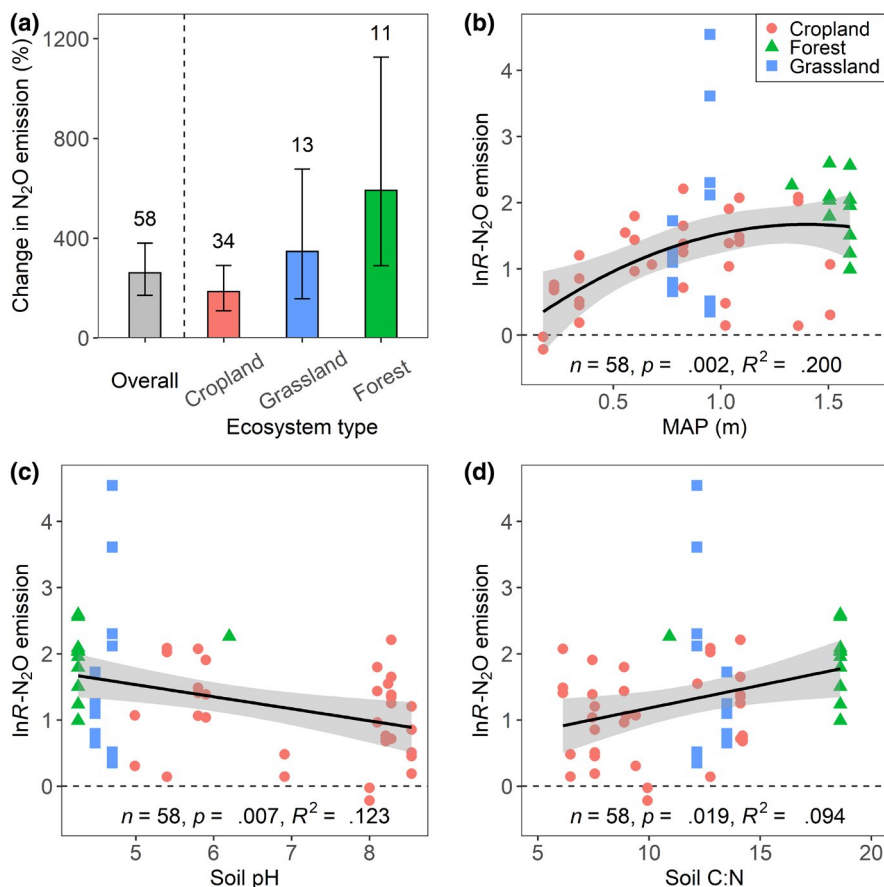 (a)
Change in N2O emission (%)
1200
800
400
0
58
34
13
11
Overall
Cropland
Grassland
Forest
Ecosystem type
(b)
Cropland
Forest
Grassland
lnR-N2O emission
4
3
2
1
0
n = 58, p = .002, R2 = .200
0.5 1.0 1.5
MAP (m)
(c)
lnR-N2O emission
4
3
2
1
0
n = 58, p = .007, R2 = .123
5 6 7 8
Soil pH
(d)
lnR-N2O emission
4
3
2
1
0
n = 58, p = .019, R2 = .094
5 10 15 20
Soil C:N